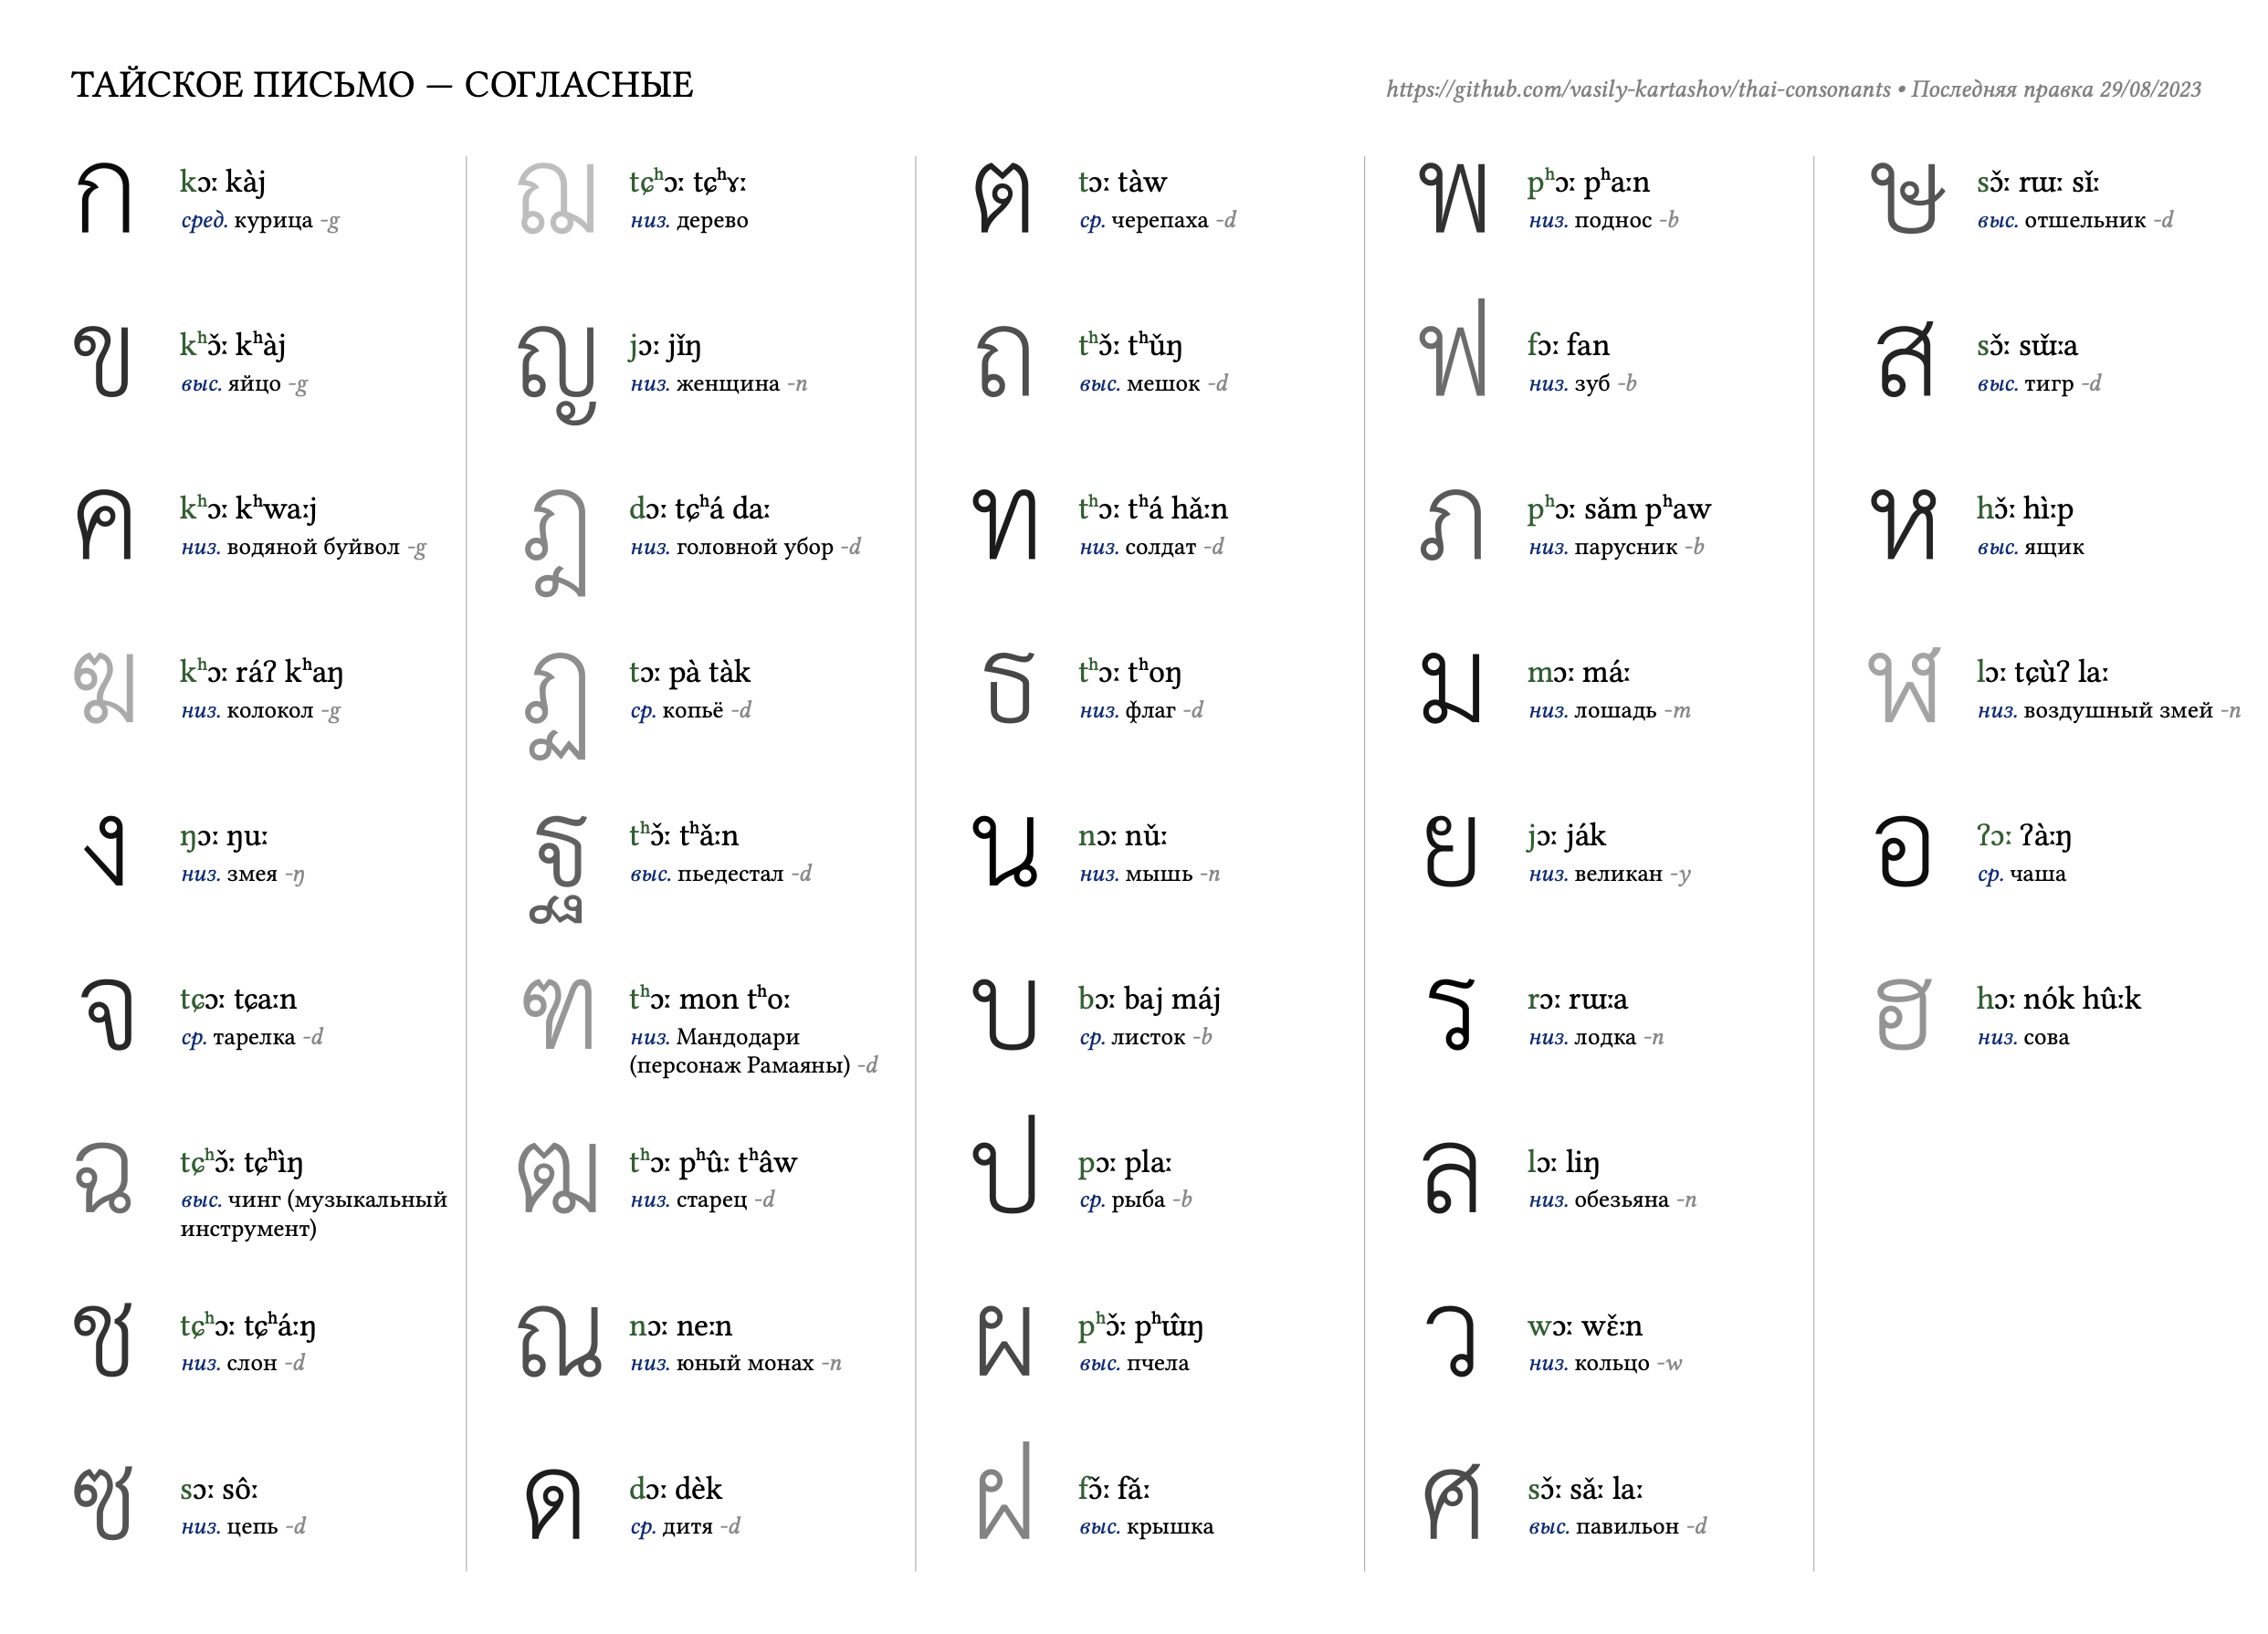 ТАЙСКОЕ ПИСЬМО — СОГЛАСНЫЕ
https://github.com/vasily-kartashov/thai-consonants • Последняя правка 29/08/2023
ก
kɔː kàj
сред. курица -g
ข
kʰɔ̌ː kʰàj
выс. яйцо -g
ค
kʰɔː kʰwaːj
низ. водяной буйвол -g
ฆ
kʰɔː ráʔ kʰaŋ
низ. колокол -g
ง
ŋɔː ŋuː
низ. змея -ŋ
จ
tɕɔː tɕaːn
ср. тарелка -d
ฉ
tɕʰɔ̌ː tɕʰìŋ
выс. чинг (музыкальный
инструмент)
ช
tɕʰɔː tɕʰáːŋ
низ. слон -d
ซ
sɔː sôː
низ. цепь -d
ฌ
tɕʰɔː tɕʰɤː
низ. дерево
ญ
jɔː jǐŋ
низ. женщина -n
ฎ
dɔː tɕʰá daː
низ. головной убор -d
ฏ
tɔː pà tàk
ср. копьё -d
ฐ
tʰɔ̌ː tʰǎːn
выс. пьедестал -d
ฑ
tʰɔː mon tʰoː
низ. Мандодари
(персонаж Рамаяны) -d
ฒ
tʰɔː pʰûː tʰâw
низ. старец -d
ณ
nɔː neːn
низ. юный монах -n
ด
dɔː dèk
ср. дитя -d
ต
tɔː tàw
ср. черепаха -d
ถ
tʰɔ̌ː tʰǔŋ
выс. мешок -d
ท
tʰɔː tʰá hǎːn
низ. солдат -d
ธ
tʰɔː tʰoŋ
низ. флаг -d
น
nɔː nǔː
низ. мышь -n
บ
bɔː baj máj
ср. листок -b
ป
pɔː plaː
ср. рыба -b
ผ
pʰɔ̌ː pʰɯ̂ŋ
выс. пчела
ฝ
fɔ̌ː fǎː
выс. крышка
พ
pʰɔː pʰaːn
низ. поднос -b
ฟ
fɔː fan
низ. зуб -b
ภ
pʰɔː sǎm pʰaw
низ. парусник -b
ม
mɔː máː
низ. лошадь -m
ย
jɔː ják
низ. великан -y
ร
rɔː rɯːa
низ. лодка -n
ล
lɔː liŋ
низ. обезьяна -n
ว
wɔː wɛ̌ːn
низ. кольцо -w
ศ
sɔ̌ː sǎː laː
выс. павильон -d
ษ
sɔ̌ː rɯː sǐː
выс. отшельник -d
ส
sɔ̌ː sɯ̌ːa
выс. тигр -d
ห
hɔ̌ː hìːp
выс. ящик
ฬ
lɔː tɕùʔ laː
низ. воздушный змей -n
อ
ʔɔː ʔàːŋ
ср. чаша
ฮ
hɔː nók hûːk
низ. сова